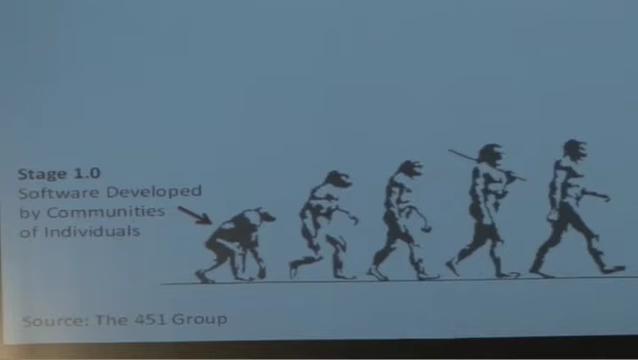 Stage 1.0
Software Developed
by Communities
of Individuals
Source: The 451 Group